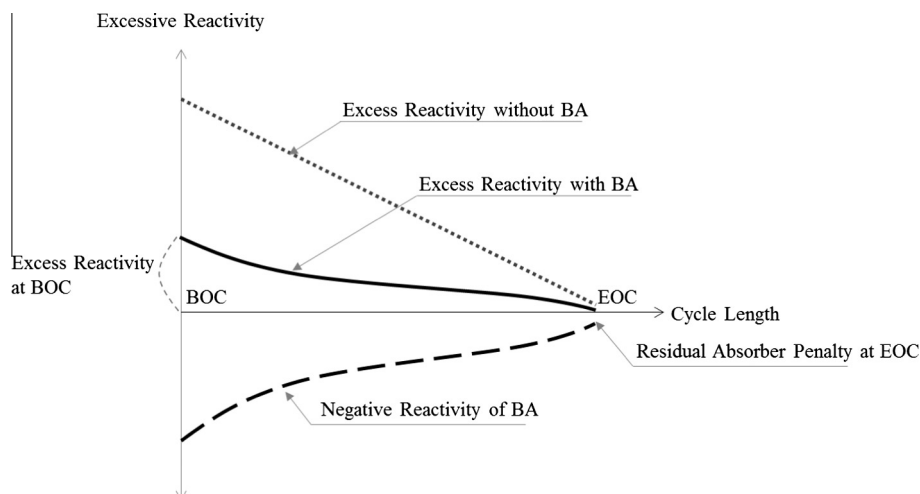 Excessive Reactivity
Excess Reactivity without BA
Excess Reactivity with BA
Excess Reactivity
at BOC
BOC
EOC
Cycle Length
Residual Absorber Penalty at EOC
Negative Reactivity of BA